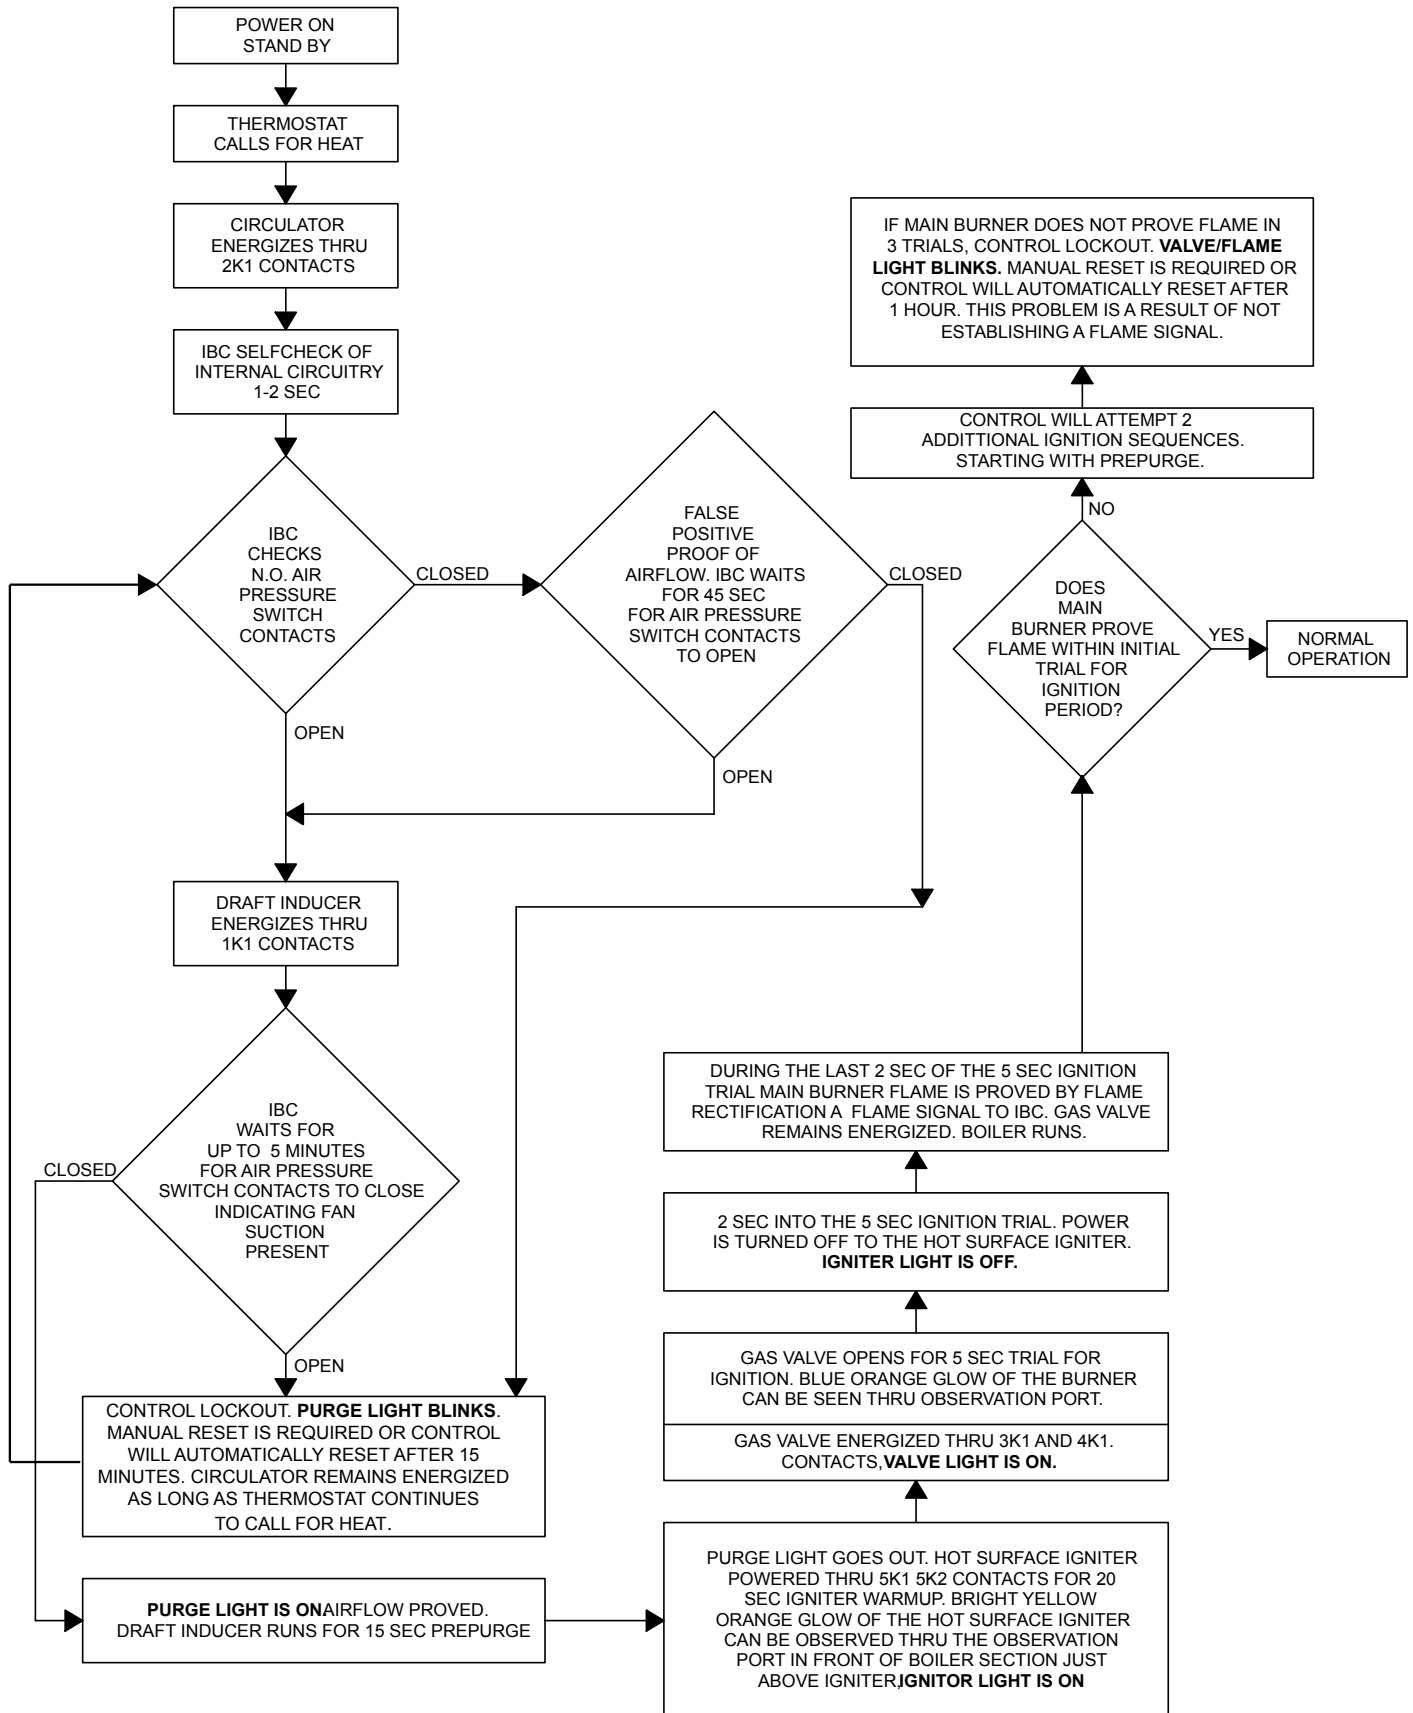 POWER ON
STAND BY
THERMOSTAT
CALLS FOR HEAT
CIRCULATOR
ENERGIZES THRU
2K1 CONTACTS
IBC SELFCHECK OF
INTERNAL CIRCUITRY
1-2 SEC
IBC
CHECKS
N.O. AIR
PRESSURE
SWITCH
CONTACTS
CLOSED
OPEN
FALSE
POSITIVE
PROOF OF
AIRFLOW. IBC WAITS
FOR 45 SEC
FOR AIR PRESSURE
SWITCH CONTACTS
TO OPEN
CLOSED
OPEN
DRAFT INDUCER
ENERGIZES THRU
1K1 CONTACTS
IBC
WAITS FOR
UP TO 5 MINUTES
FOR AIR PRESSURE
SWITCH CONTACTS TO CLOSE
INDICATING FAN
SUCTION
PRESENT
CLOSED
OPEN
CONTROL LOCKOUT. PURGE LIGHT BLINKS.
MANUAL RESET IS REQUIRED OR CONTROL
WILL AUTOMATICALLY RESET AFTER 15
MINUTES. CIRCULATOR REMAINS ENERGIZED
AS LONG AS THERMOSTAT CONTINUES
TO CALL FOR HEAT.
PURGE LIGHT IS ON. AIRFLOW PROVED.
DRAFT INDUCER RUNS FOR 15 SEC PREPURGE
PURGE LIGHT GOES OUT. HOT SURFACE IGNITER
POWERED THRU 5K1 5K2 CONTACTS FOR 20
SEC IGNITER WARMUP. BRIGHT YELLOW
ORANGE GLOW OF THE HOT SURFACE IGNITER
CAN BE OBSERVED THRU THE OBSERVATION
PORT IN FRONT OF BOILER SECTION JUST
ABOVE IGNITER,IGNITOR LIGHT IS ON
GAS VALVE OPENS FOR 5 SEC TRIAL FOR
IGNITION. BLUE ORANGE GLOW OF THE BURNER
CAN BE SEEN THRU OBSERVATION PORT.
GAS VALVE ENERGIZED THRU 3K1 AND 4K1.
CONTACTS,VALVE LIGHT IS ON.
2 SEC INTO THE 5 SEC IGNITION TRIAL. POWER
IS TURNED OFF TO THE HOT SURFACE IGNITER.
IGNITER LIGHT IS OFF.
DURING THE LAST 2 SEC OF THE 5 SEC IGNITION
TRIAL MAIN BURNER FLAME IS PROVED BY FLAME
RECTIFICATION A FLAME SIGNAL TO IBC. GAS VALVE
REMAINS ENERGIZED. BOILER RUNS.
DOES
MAIN
BURNER PROVE
FLAME WITHIN INITIAL
TRIAL FOR
IGNITION
PERIOD?
YES
NORMAL
OPERATION
NO
CONTROL WILL ATTEMPT 2
ADDITTIONAL IGNITION SEQUENCES.
STARTING WITH PREPURGE.
IF MAIN BURNER DOES NOT PROVE FLAME IN
3 TRIALS, CONTROL LOCKOUT. VALVE/FLAME
LIGHT BLINKS. MANUAL RESET IS REQUIRED OR
CONTROL WILL AUTOMATICALLY RESET AFTER
1 HOUR. THIS PROBLEM IS A RESULT OF NOT
ESTABLISHING A FLAME SIGNAL.